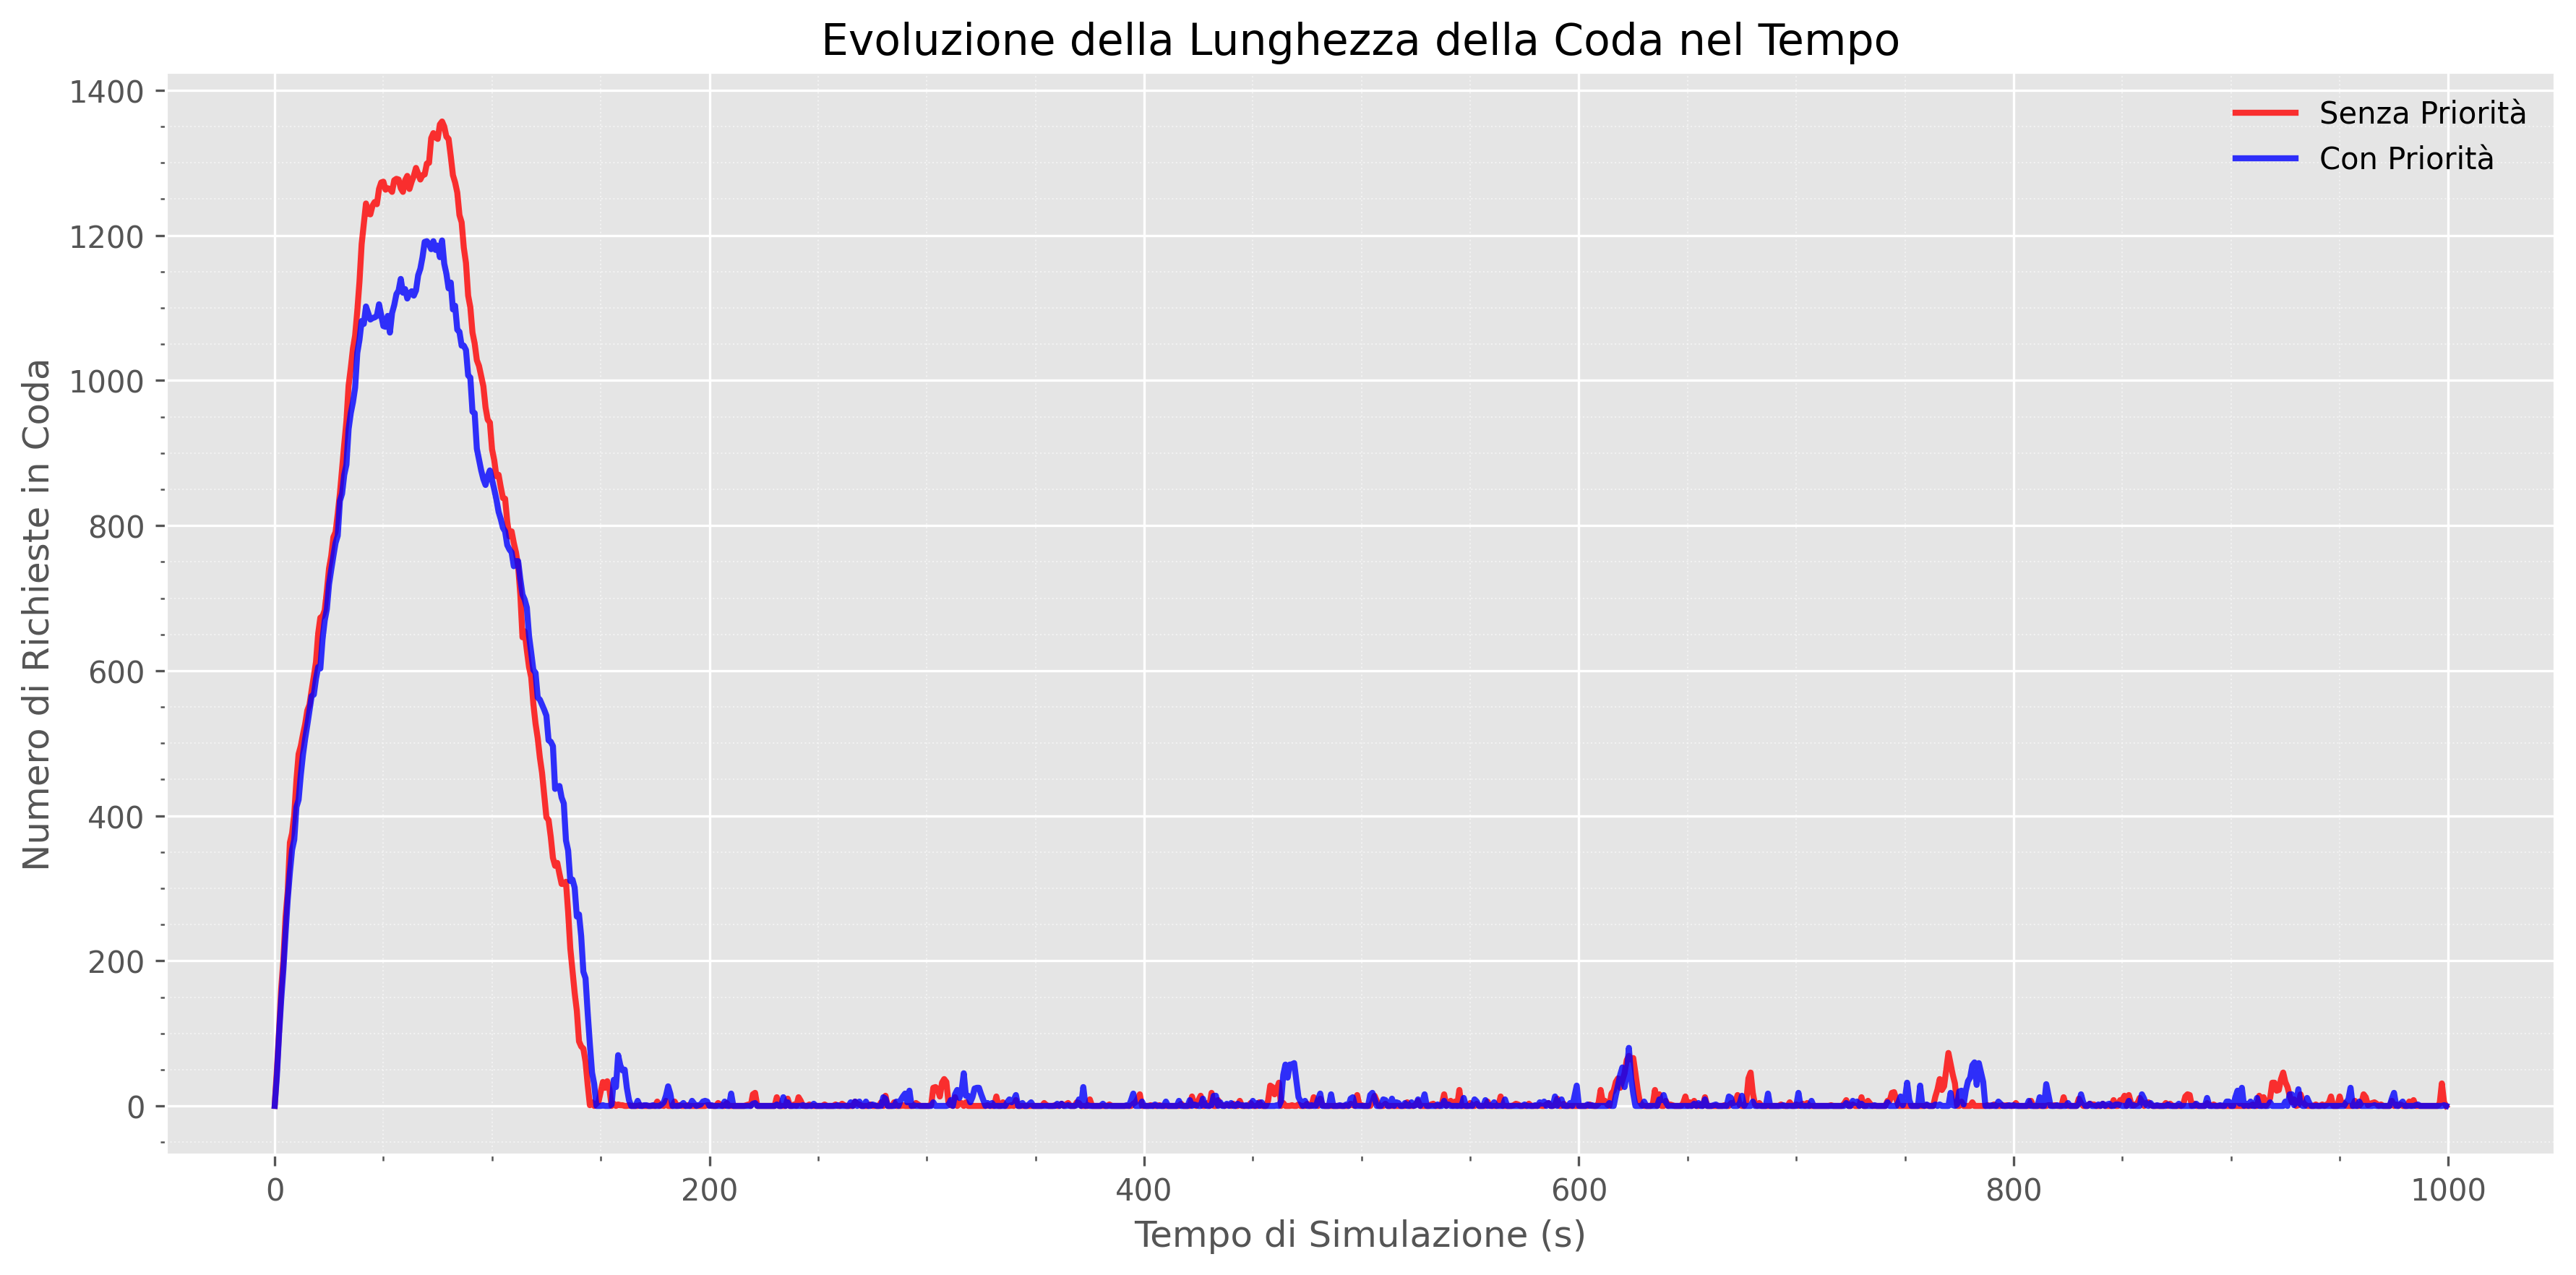 Evoluzione della Lunghezza della Coda nel Tempo
Senza Priorità
Con Priorità
Numero di Richieste in Coda
1400
1200
1000
800
600
400
200
0
0 200 400 600 800 1000
Tempo di Simulazione (s)